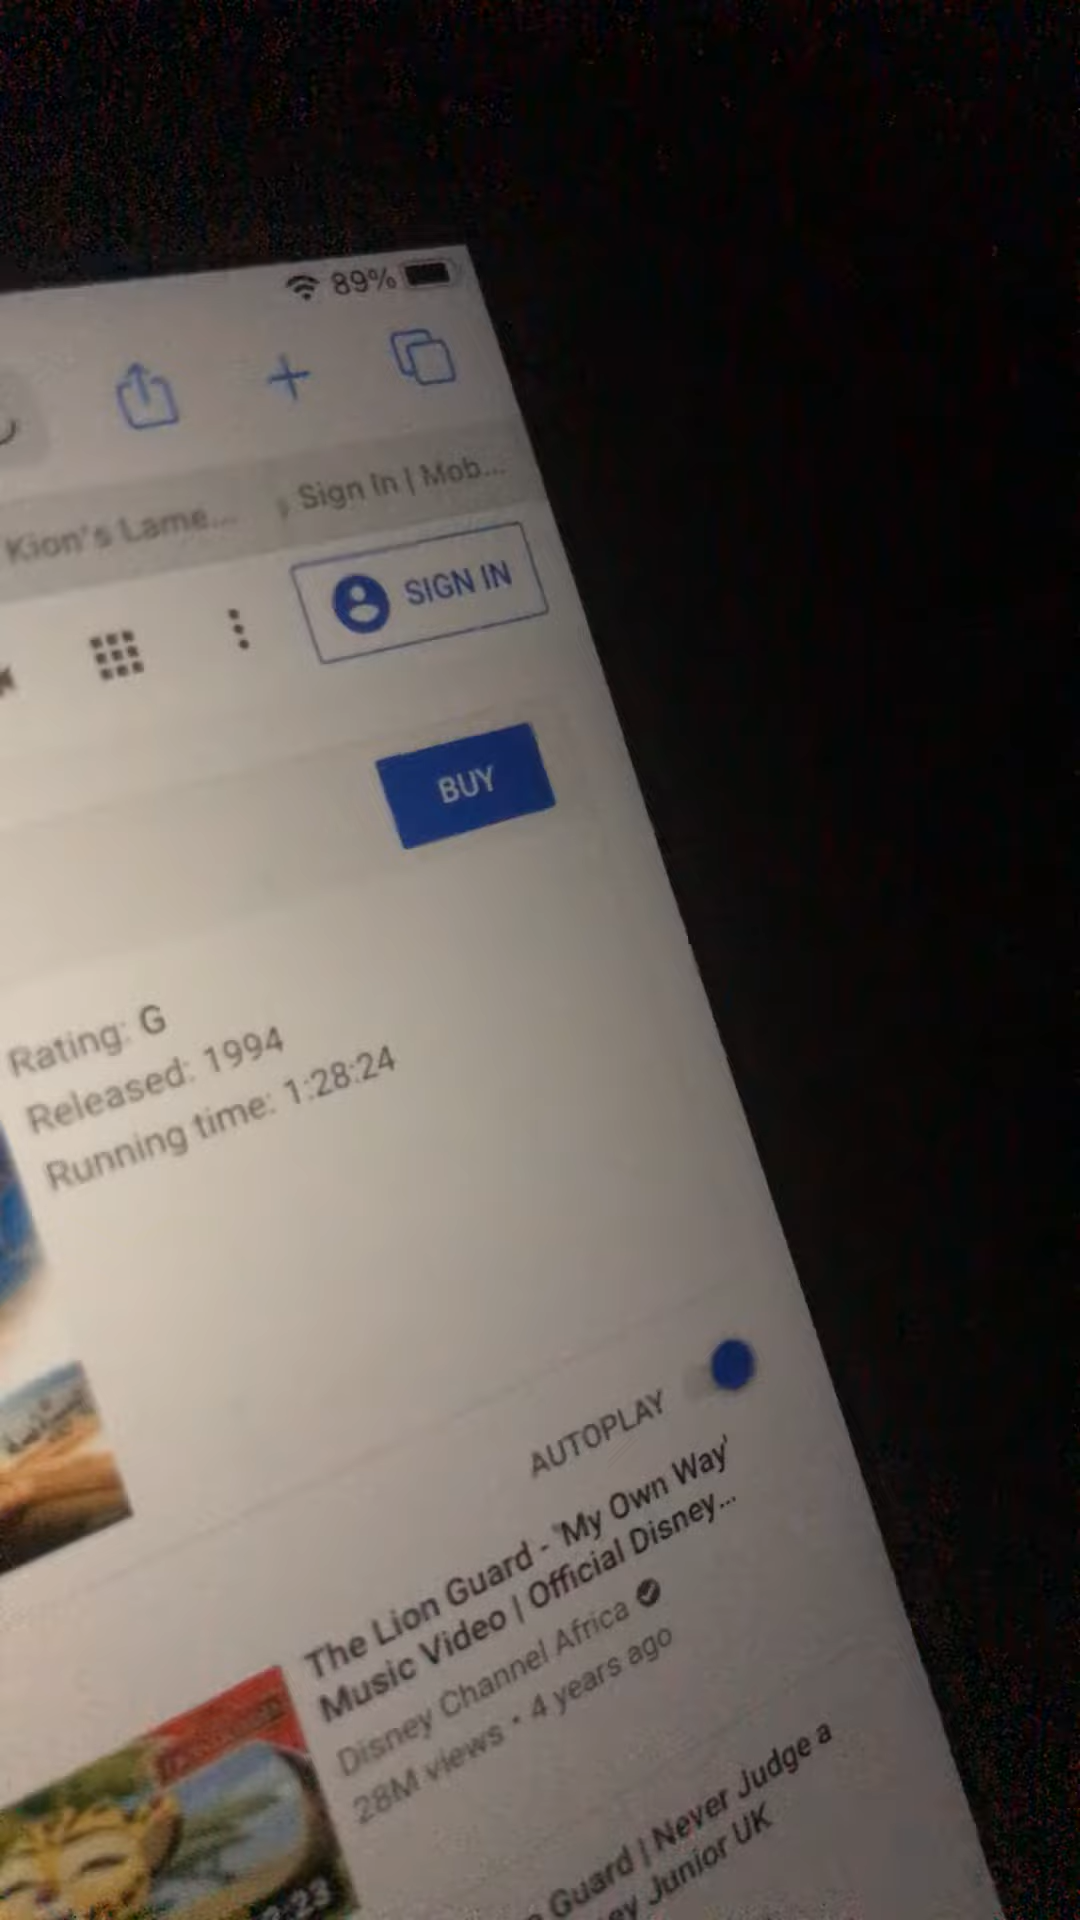 89%
Kion's Lame...
Sign In | Mob...
SIGN IN
BUY
Rating: G
Released: 1994
Running time: 1:28:24
AUTOPLAY
The Lion Guard - 'My Own Way'
Music Video | Official Disney...
Disney Channel Africa
28M views • 4 years ago
Guard | Never Judge a
Junior UK